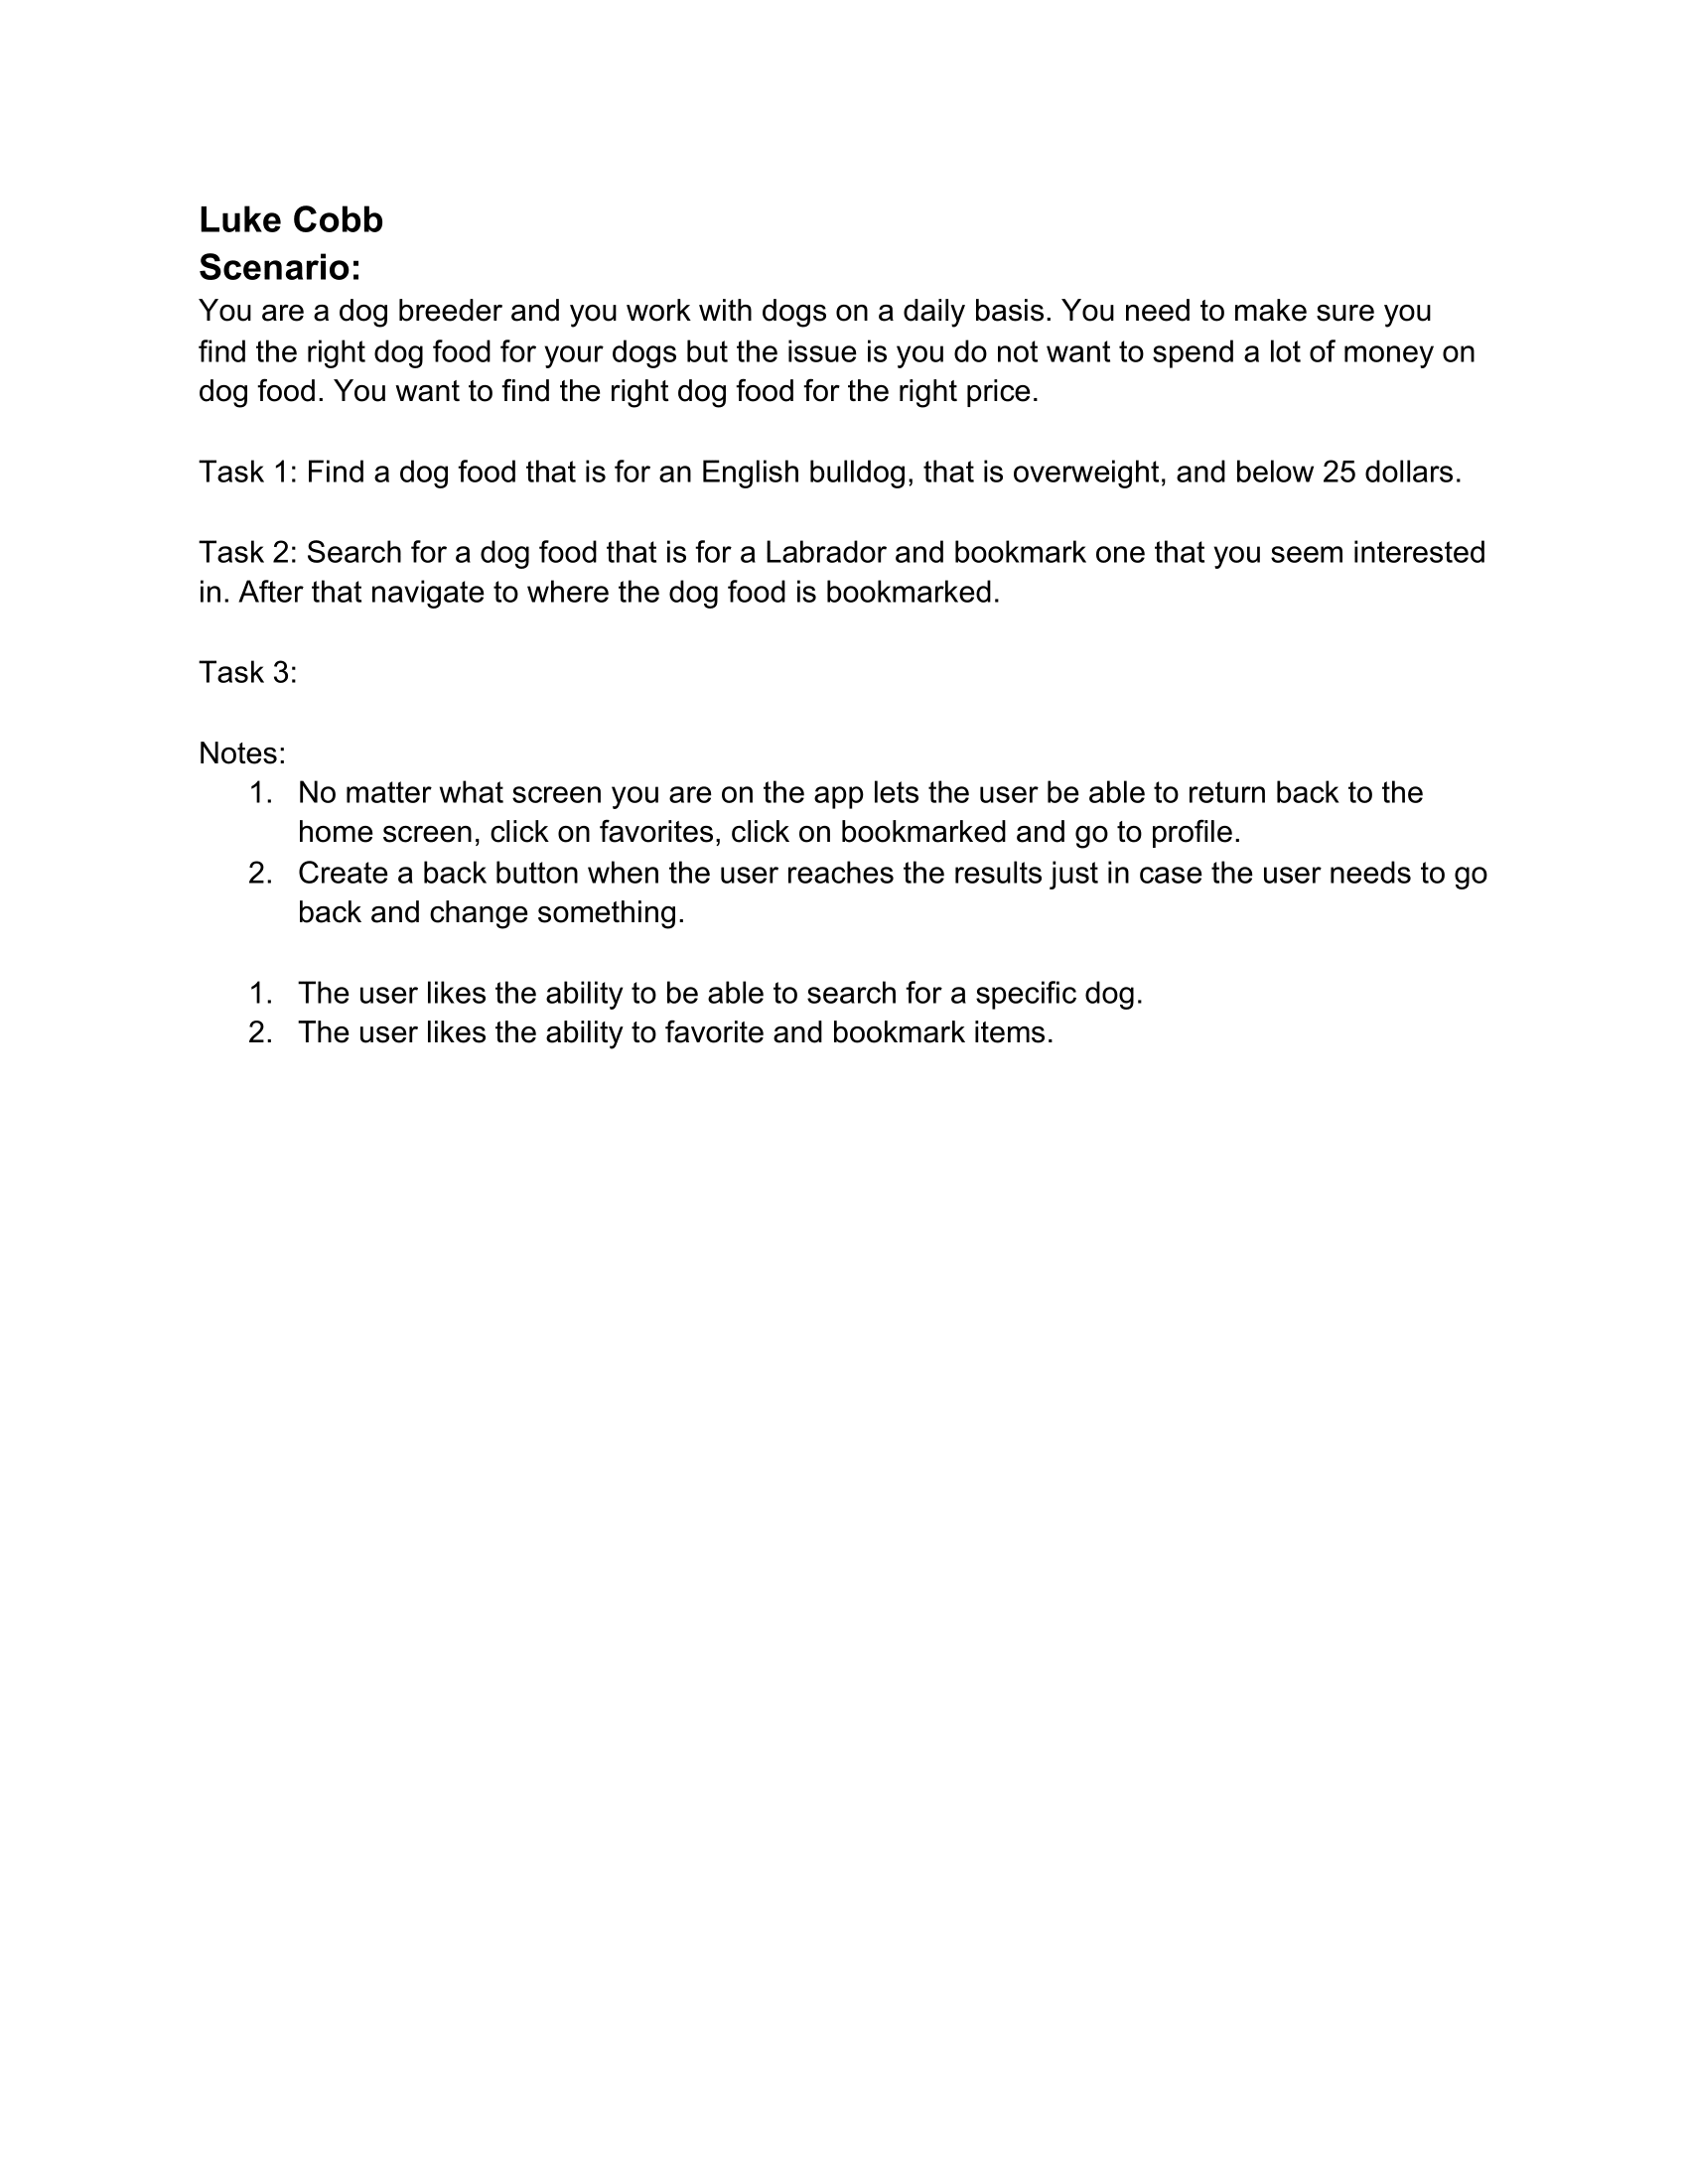 Luke Cobb
Scenario:
You are a dog breeder and you work with dogs on a daily basis. You need to make sure you
find the right dog food for your dogs but the issue is you do not want to spend a lot of money on
dog food. You want to find the right dog food for the right price.
Task 1: Find a dog food that is for an English bulldog, that is overweight, and below 25 dollars.
Task 2: Search for a dog food that is for a Labrador and bookmark one that you seem interested
in. After that navigate to where the dog food is bookmarked.
Task 3:
Notes:
1. No matter what screen you are on the app lets the user be able to return back to the
home screen, click on favorites, click on bookmarked and go to profile.
2. Create a back button when the user reaches the results just in case the user needs to go
back and change something.
1. The user likes the ability to be able to search for a specific dog.
2. The user likes the ability to favorite and bookmark items.